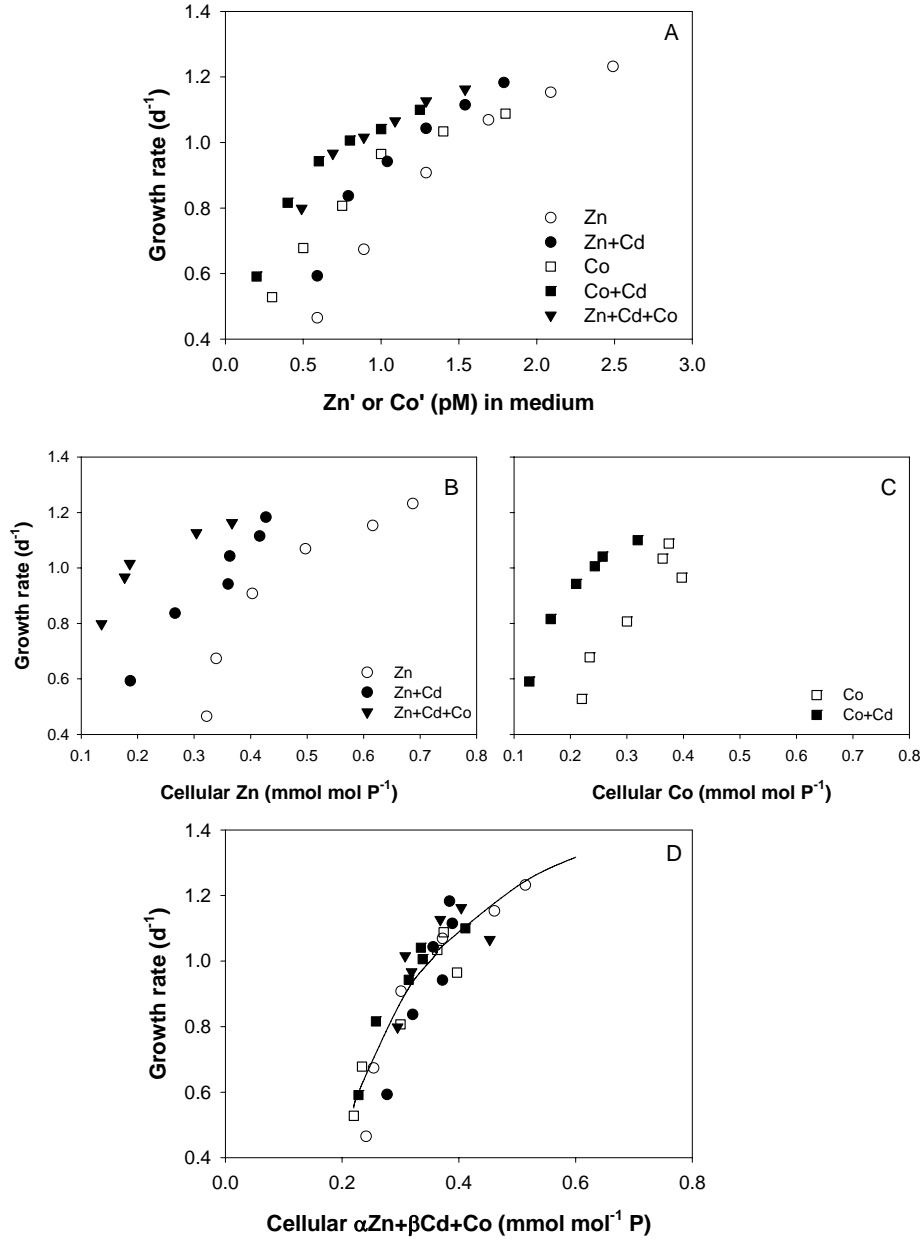 A
1.4
1.2
1.0
0.8
0.6
0.4
Growth rate (d⁻¹)
Zn
Zn+Cd
Co
Co+Cd
Zn+Cd+Co
0.0 0.5 1.0 1.5 2.0 2.5 3.0
Zn' or Co' (pM) in medium
B
1.4
1.2
1.0
0.8
0.6
0.4
Growth rate (d⁻¹)
Zn
Zn+Cd
Zn+Cd+Co
0.1 0.2 0.3 0.4 0.5 0.6 0.7 0.8
Cellular Zn (mmol mol P⁻¹)
C
Co
Co+Cd
0.1 0.2 0.3 0.4 0.5 0.6 0.7 0.8
Cellular Co (mmol mol P⁻¹)
D
1.4
1.2
1.0
0.8
0.6
0.4
Growth rate (d⁻¹)
0.0 0.2 0.4 0.6 0.8
Cellular αZn+βCd+Co (mmol mol⁻¹ P)